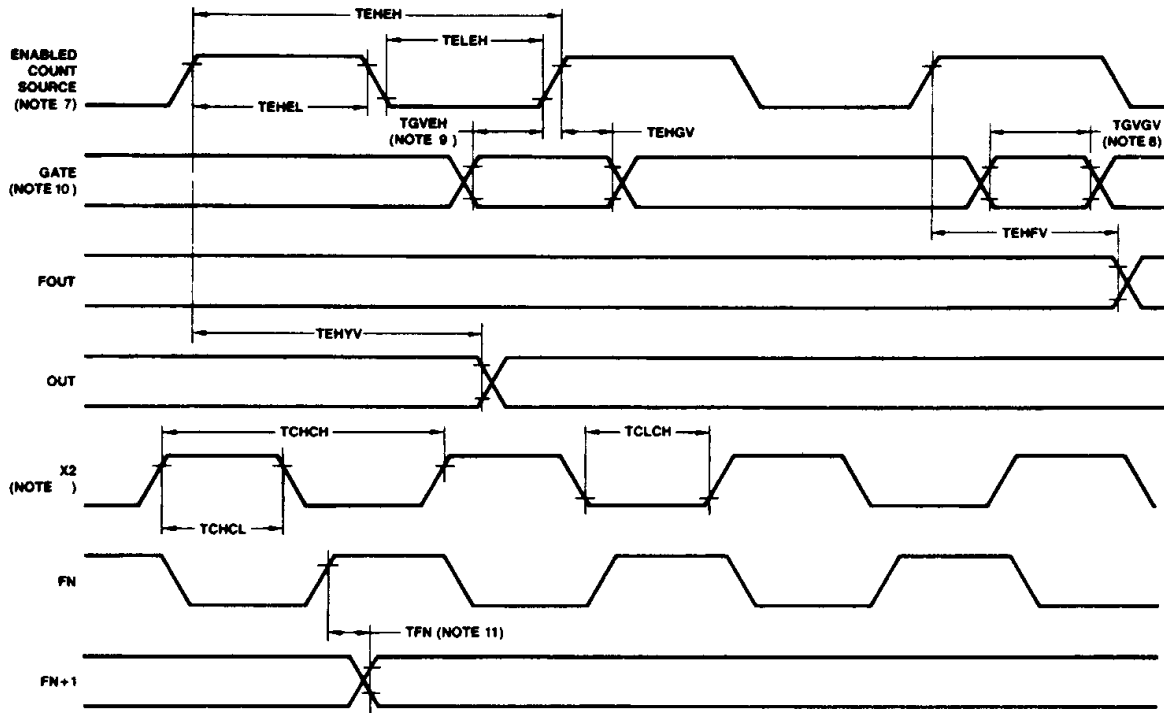 TEHEH
TELEH
ENABLED
COUNT
SOURCE
(NOTE 7)
TEHEL
TGVEH
(NOTE 9)
TEHGV
TGVGV
(NOTE 8)
GATE
(NOTE 10)
TEHFV
FOUT
TEHYV
OUT
TCHCH
TCLCH
X2
(NOTE )
TCHCL
FN
TFN (NOTE 11)
FN+1